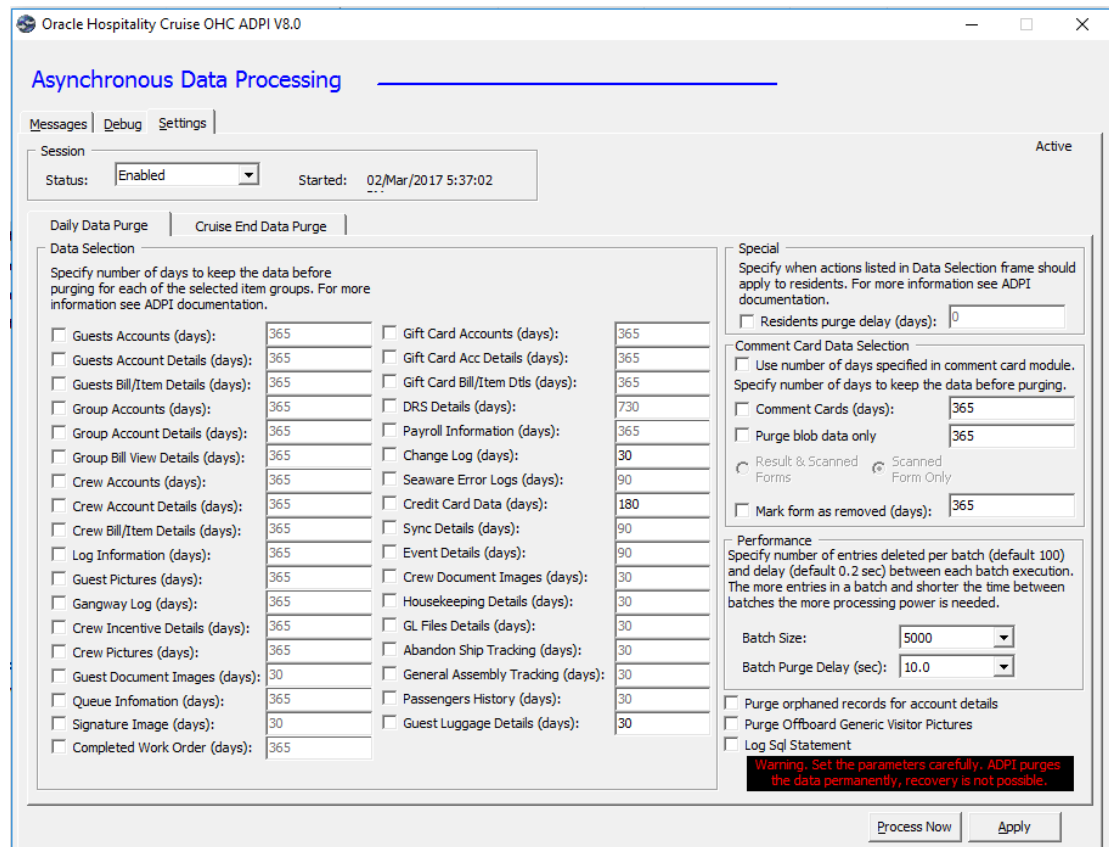 Oracle Hospitality Cruise OHC ADPI V8.0
Asynchronous Data Processing
Messages Debug Settings
Active
Session
Status: Enabled Started: 02/Mar/2017 5:37:02
Daily Data Purge Cruise End Data Purge
Data Selection
Specify number of days to keep the data before
purging for each of the selected item groups. For more
information see ADPI documentation.
Guests Accounts (days): 365
Guests Account Details (days): 365
Guests Bill/Item Details (days): 365
Group Accounts (days): 365
Group Account Details (days): 365
Group Bill View Details (days): 365
Crew Accounts (days): 365
Crew Account Details (days): 365
Crew Bill/Item Details (days): 365
Log Information (days): 365
Guest Pictures (days): 365
Gangway Log (days): 365
Crew Incentive Details (days): 365
Crew Pictures (days): 365
Guest Document Images (days): 30
Queue Infomation (days): 365
Signature Image (days): 30
Completed Work Order (days): 365
Gift Card Accounts (days): 365
Gift Card Acc Details (days): 365
Gift Card Bill/Item Dtls (days): 365
DRS Details (days): 730
Payroll Information (days): 365
Change Log (days): 30
Seaware Error Logs (days): 90
Credit Card Data (days): 180
Sync Details (days): 90
Event Details (days): 90
Crew Document Images (days): 30
Housekeeping Details (days): 30
GL Files Details (days): 30
Abandon Ship Tracking (days): 30
General Assembly Tracking (days): 30
Passengers History (days): 30
Guest Luggage Details (days): 30
Special
Specify when actions listed in Data Selection frame should
apply to residents. For more information see ADPI
documentation.
Residents purge delay (days): 0
Comment Card Data Selection
Use number of days specified in comment card module.
Specify number of days to keep the data before purging.
Comment Cards (days): 365
Purge blob data only 365
Result & Scanned
Forms
Scanned
Form Only
Mark form as removed (days): 365
Performance
Specify number of entries deleted per batch (default 100)
and delay (default 0.2 sec) between each batch execution.
The more entries in a batch and shorter the time between
batches the more processing power is needed.
Batch Size: 5000
Batch Purge Delay (sec): 10.0
Purge orphaned records for account details
Purge Offboard Generic Visitor Pictures
Log Sql Statement
Warning. Set the parameters carefully. ADPI purges
the data permanently, recovery is not possible.
Process Now Apply